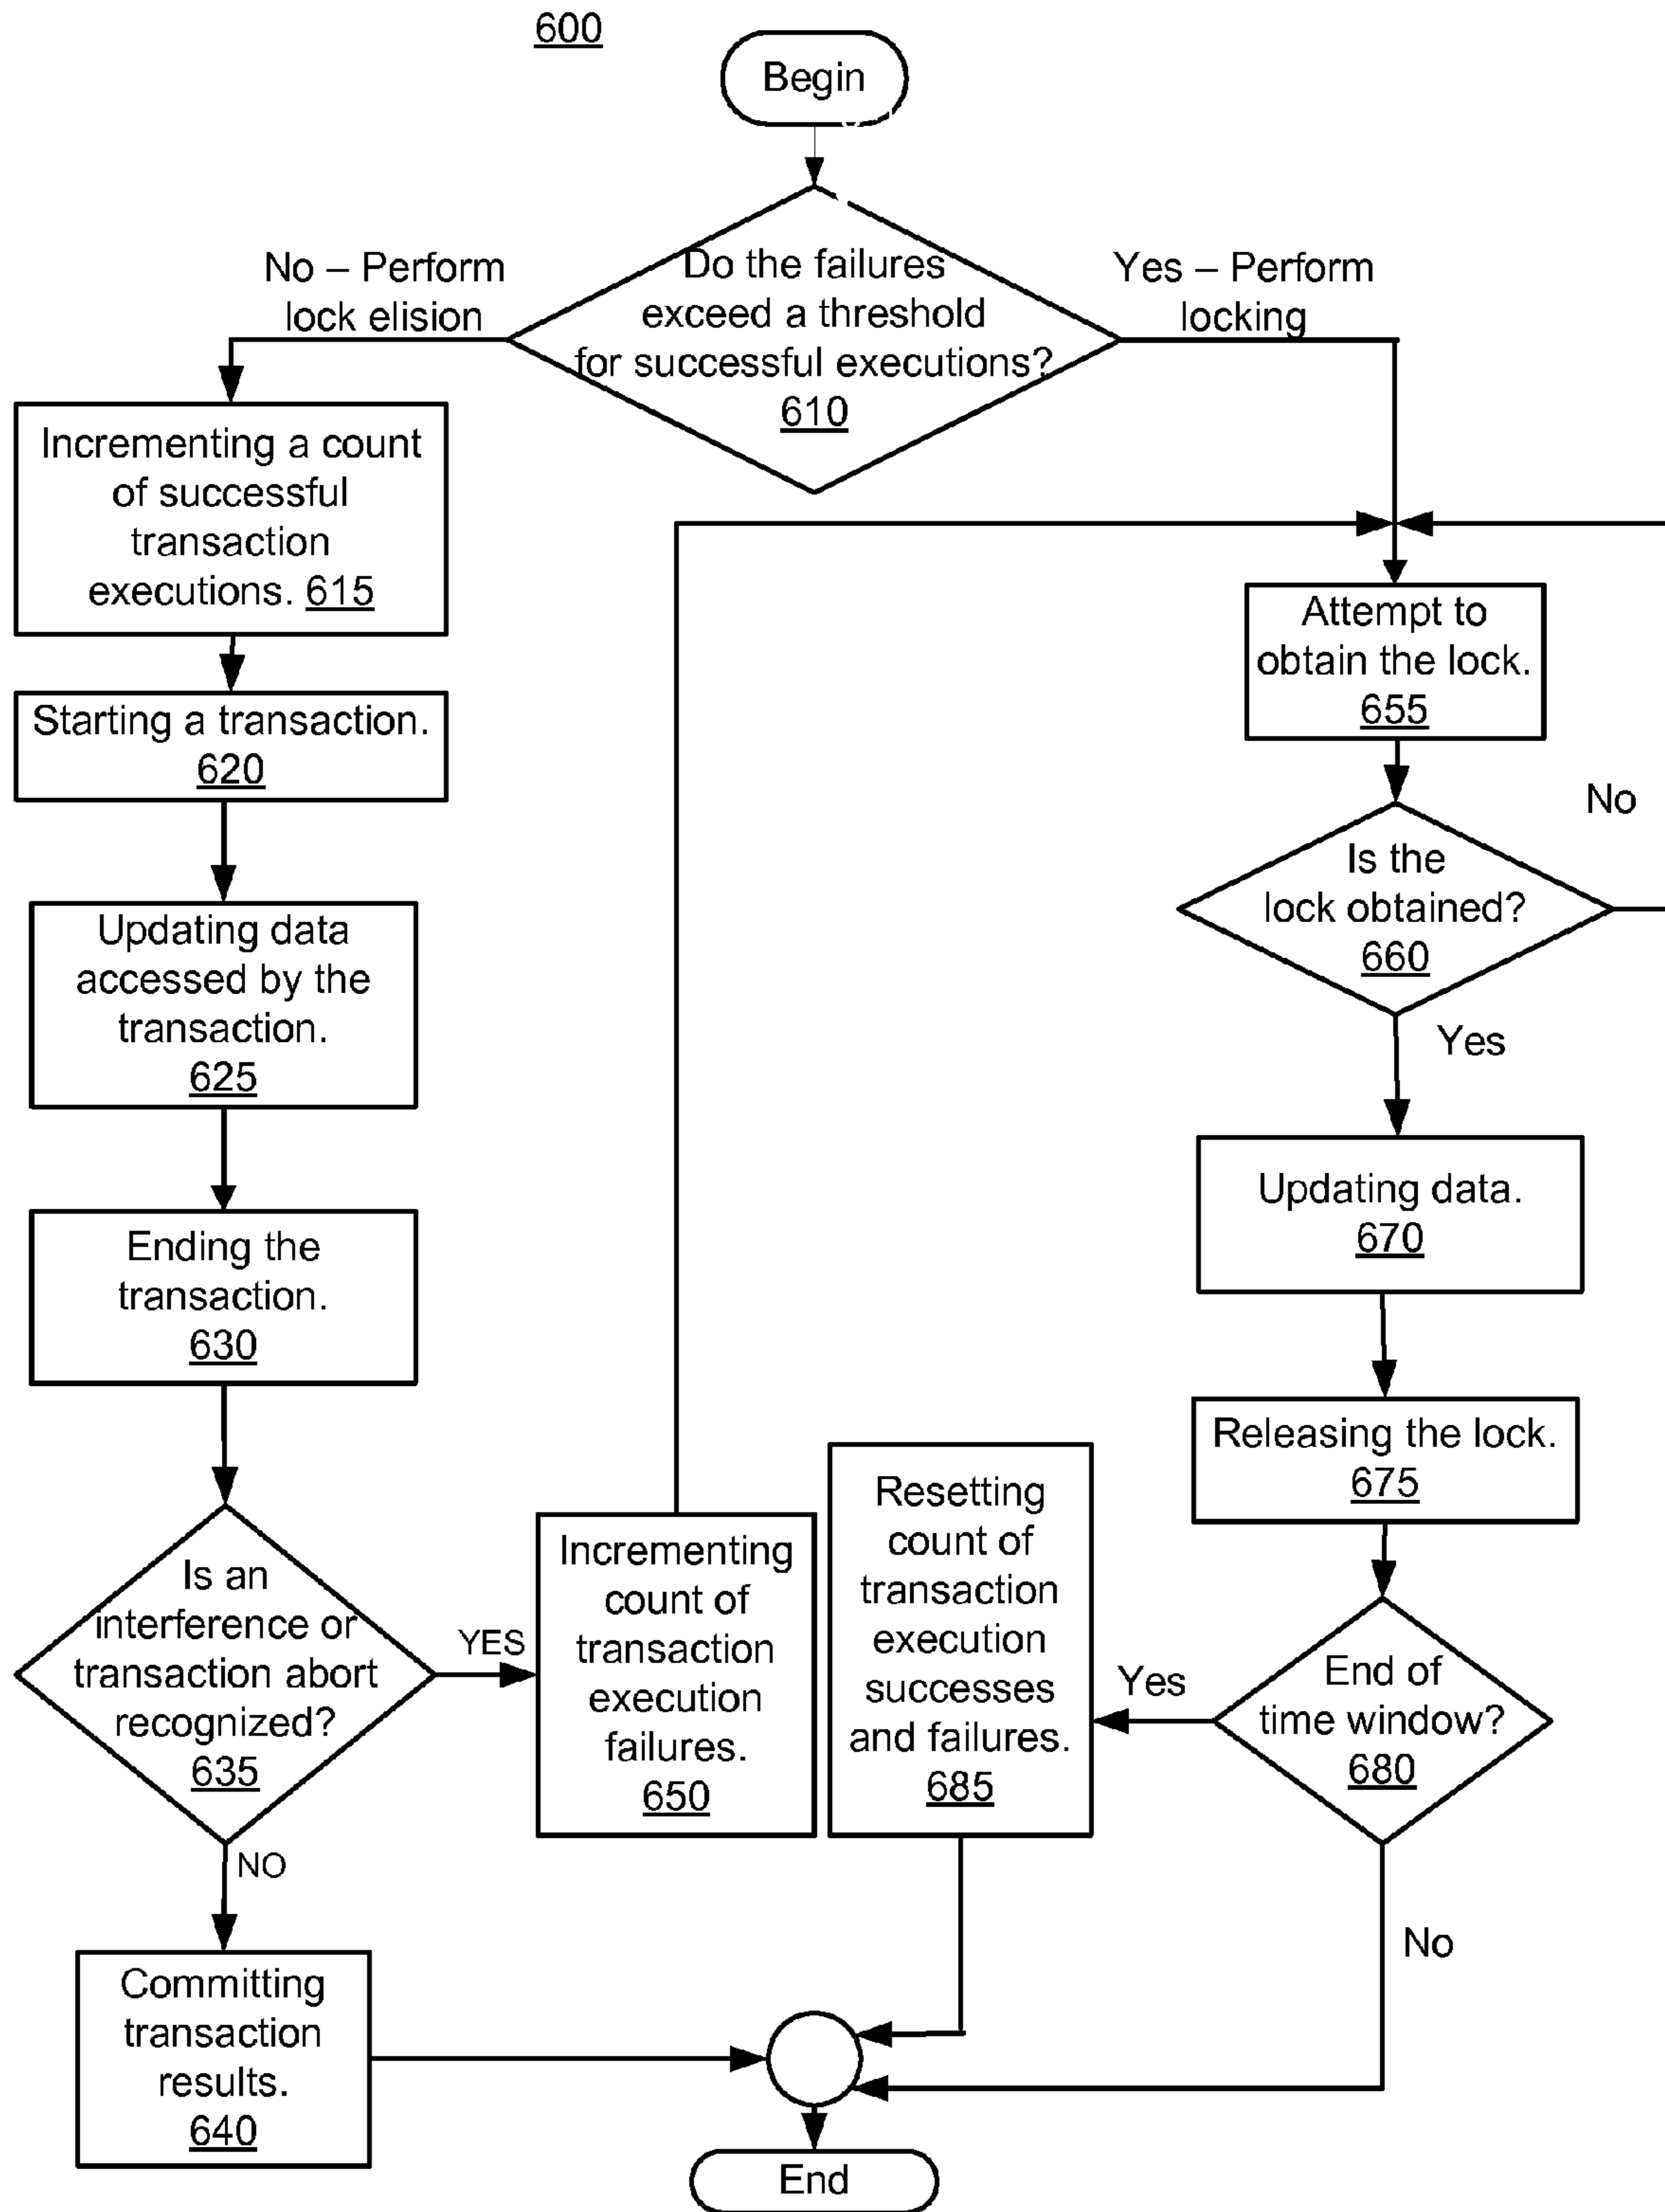 600
Begin
Do the failures
exceed a threshold
for successful executions?
610
No – Perform
lock elision
Yes – Perform
locking
Incrementing a count
of successful
transaction
executions. 615
Starting a transaction.
620
Updating data
accessed by the
transaction.
625
Ending the
transaction.
630
Is an
interference or
transaction abort
recognized?
635
YES
NO
Committing
transaction
results.
640
Incrementing
count of
transaction
execution
failures.
650
Attempt to
obtain the lock.
655
Is the
lock obtained?
660
No
Yes
Updating data.
670
Releasing the lock.
675
End of
time window?
680
Yes
No
Resetting
count of
transaction
execution
successes
and failures.
685
End